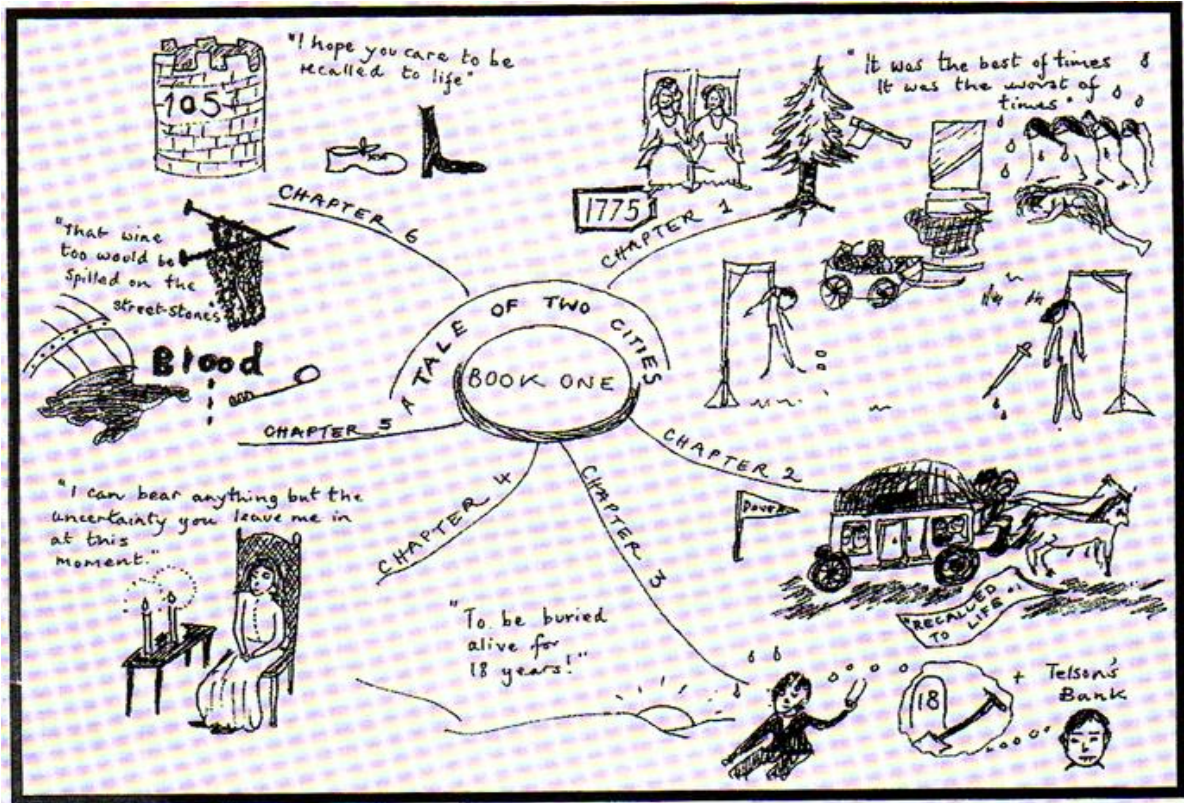 105
"I hope you care to be
recalled to life"
CHAPTER 6
1775
CHAPTER 1
"It was the best of times
It was the worst of
times"
"That wine
too would be
spilled on the
street-stones"
Blood
CHAPTER 5
A TALE OF TWO CITIES
BOOK ONE
CHAPTER 2
DOVER
"RECALLED
TO LIFE"
CHAPTER 4
"I can bear anything but the
uncertainty you leave me in
at this
moment."
CHAPTER 3
"To be buried
alive for
18 years!"
18
+ Telson's
Bank